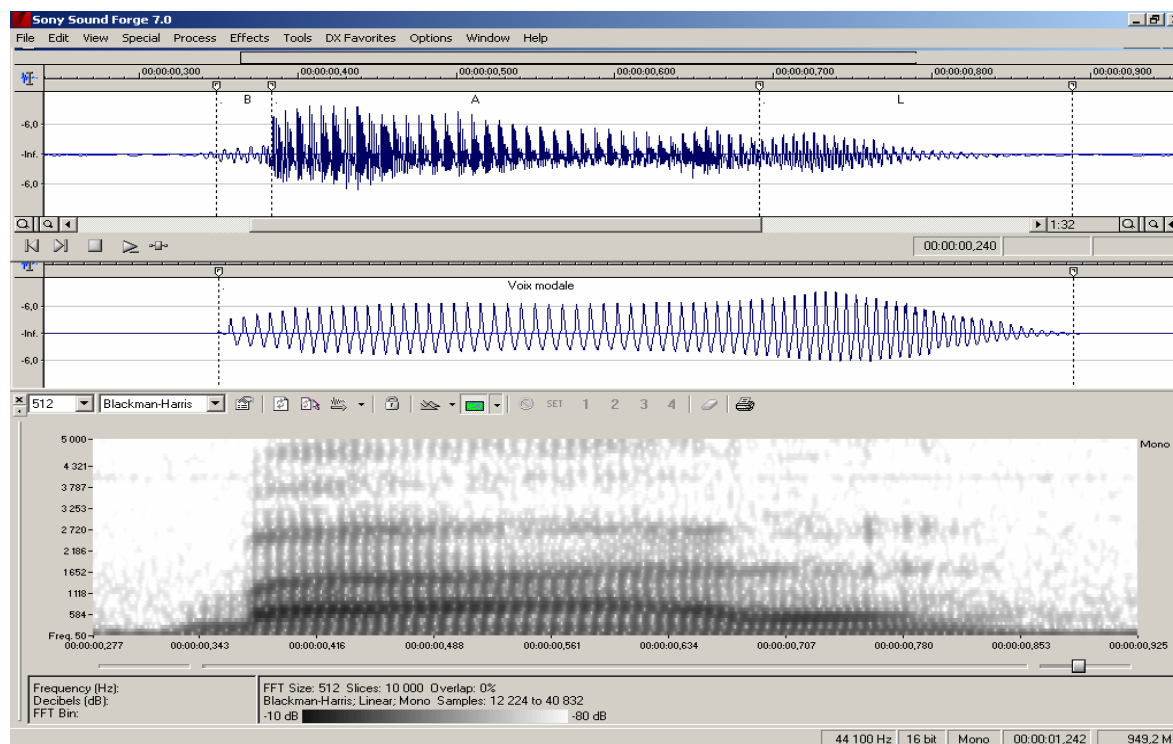 Sony Sound Forge 7.0
File Edit View Special Process Effects Tools DX Favorites Options Window Help
00:00:00,300 00:00:00,400 00:00:00,500 00:00:00,600 00:00:00,700 00:00:00,800 00:00:00,900
B A L
-6,0
-Inf.
-6,0
1:32
00:00:00,240
Voix modale
-6,0
-Inf.
-6,0
512 Blackman-Harris SET 1 2 3 4
5 000
Mono
4 321
3 787
3 253
2 720
2 186
1 652
1 118
584
Freq. 50
00:00:00,277 00:00:00,343 00:00:00,416 00:00:00,488 00:00:00,561 00:00:00,634 00:00:00,707 00:00:00,780 00:00:00,853 00:00:00,925
Frequency (Hz):
Decibels (dB):
FFT Bin:
FFT Size: 512 Slices: 10 000 Overlap: 0%
Blackman-Harris; Linear; Mono Samples: 12 224 to 40 832
-10 dB -80 dB
44 100 Hz 16 bit Mono 00:00:01,242 949,2 M